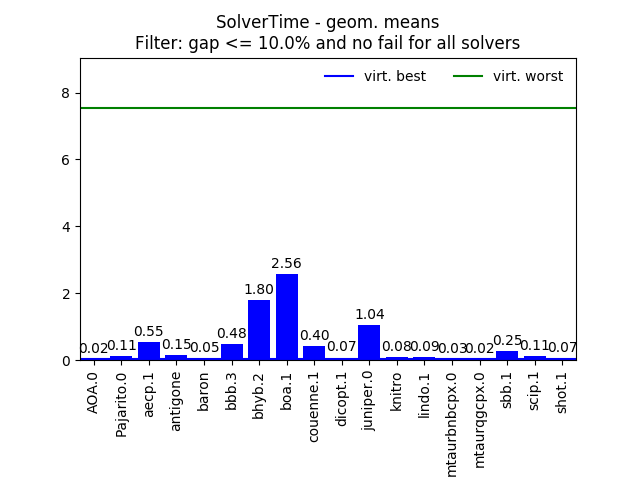 SolverTime - geom. means
Filter: gap <= 10.0% and no fail for all solvers
virt. best virt. worst
8
6
4
2
0
0.02 0.11 0.55 0.15 0.05 0.48 1.80 2.56 0.40 0.07 1.04 0.08 0.09 0.03 0.02 0.25 0.11 0.07
AOA.0
Pajarito.0
aecp.1
antigone
baron
bbb.3
bhyb.2
boa.1
couenne.1
dicopt.1
juniper.0
knitro
lindo.1
mtaurbnbcpx.0
mtaurqgcpx.0
sbb.1
scip.1
shot.1